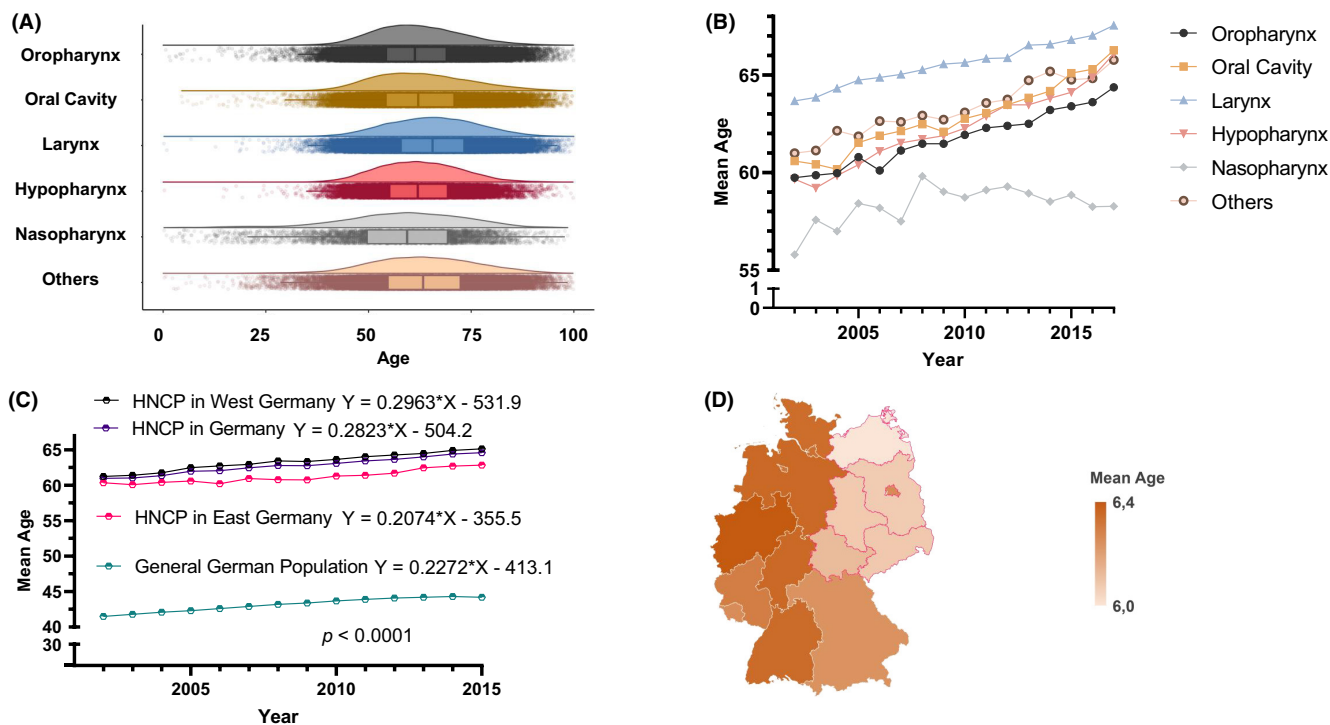 (A)
Oropharynx
Oral Cavity
Larynx
Hypopharynx
Nasopharynx
Others
0 25 50 75 100
Age
(B)
Mean Age
65
60
55
1
0
2005 2010 2015
Year
Oropharynx
Oral Cavity
Larynx
Hypopharynx
Nasopharynx
Others
(C)
HNCP in West Germany Y = 0.2963*X - 531.9
HNCP in Germany Y = 0.2823*X - 504.2
HNCP in East Germany Y = 0.2074*X - 355.5
General German Population Y = 0.2272*X - 413.1
p < 0.0001
Mean Age
65
60
55
50
45
40
30
2005 2010 2015
Year
(D)
Mean Age
6,4
6,0